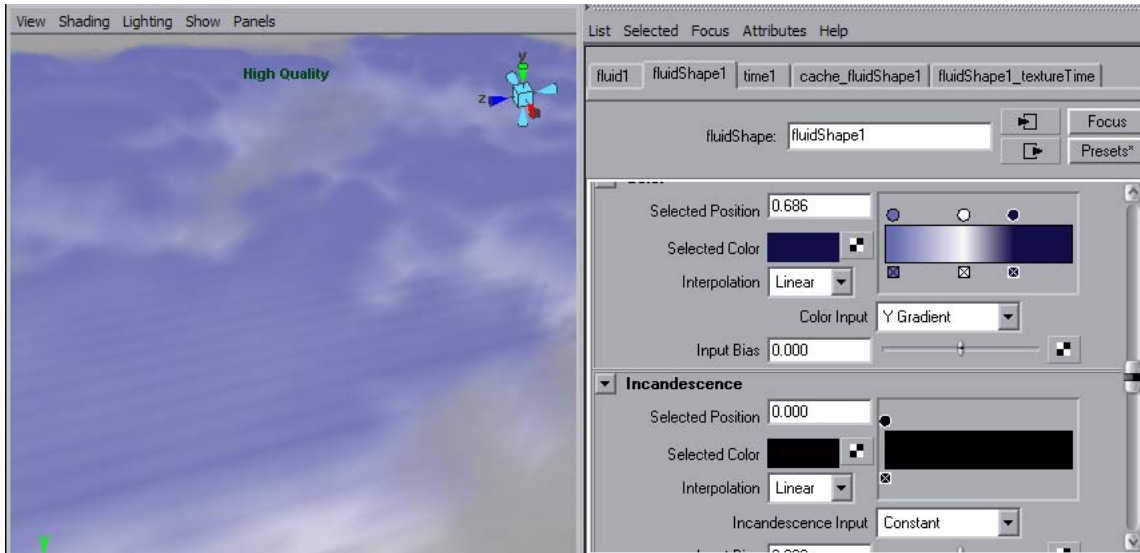 View Shading Lighting Show Panels
High Quality
y
z
List Selected Focus Attributes Help
fluid1 fluidShape1 time1 cache_fluidShape1 fluidShape1_textureTime
fluidShape: fluidShape1
Focus
Presets*
Selected Position 0.686
Selected Color
Interpolation Linear
Color Input Y Gradient
Input Bias 0.000
Incandescence
Selected Position 0.000
Selected Color
Interpolation Linear
Incandescence Input Constant